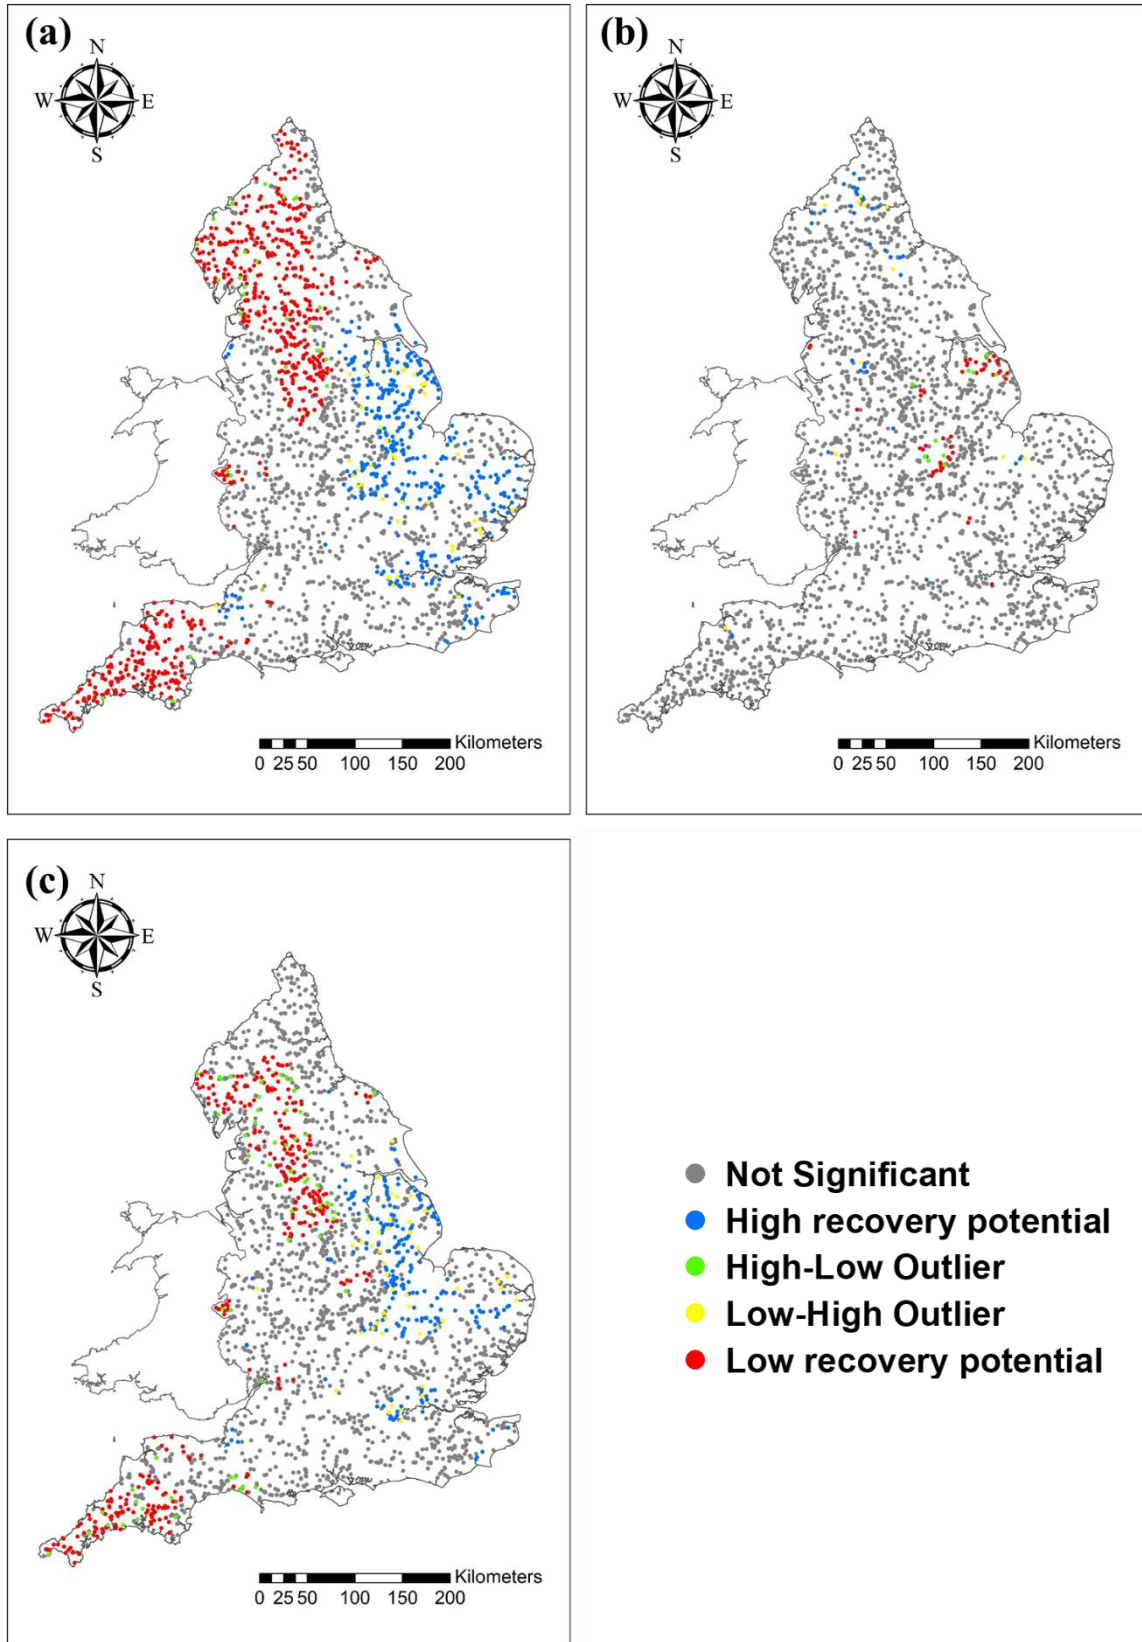 (a)
N
W E
S
Kilometers
0 25 50 100 150 200
(b)
N
W E
S
Kilometers
0 25 50 100 150 200
(c)
N
W E
S
Kilometers
0 25 50 100 150 200
Not Significant
High recovery potential
High-Low Outlier
Low-High Outlier
Low recovery potential